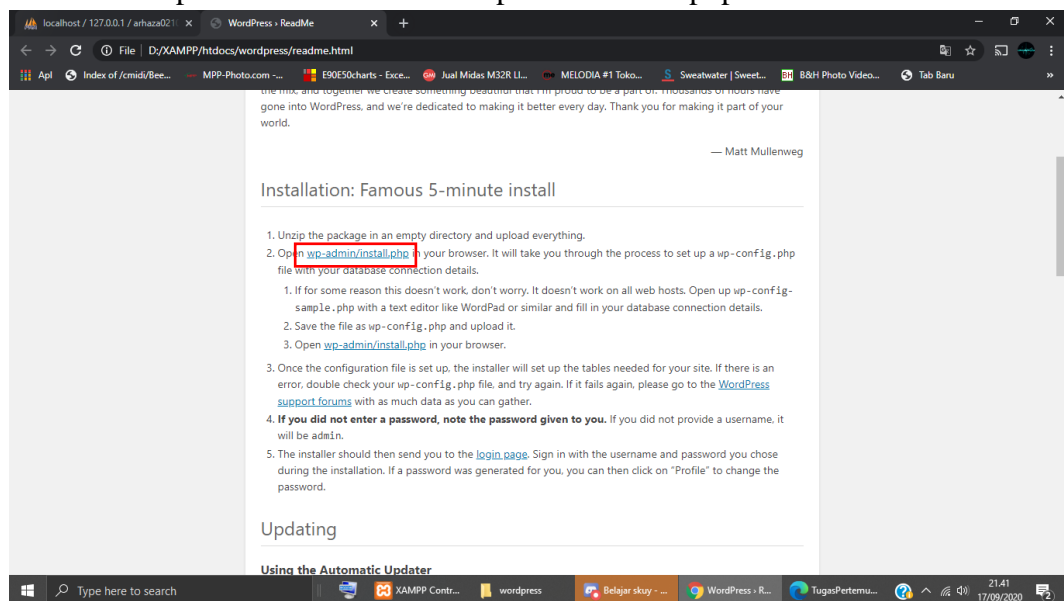 localhost / 127.0.0.1 / arhaza021
WordPress › ReadMe
File | D:/XAMPP/htdocs/wordpress/readme.html
Apl
Index of /cmidi/Bee...
MPP-Photo.com -...
E90E50charts - Exce...
Jual Midas M32R LI...
MELODIA #1 Toko...
Sweatwater | Sweet...
B&H Photo Video...
Tab Baru
»
gone into WordPress, and we're dedicated to making it better every day. Thank you for making it part of your
world.
— Matt Mullenweg
Installation: Famous 5-minute install
1. Unzip the package in an empty directory and upload everything.
2. Open wp-admin/install.php in your browser. It will take you through the process to set up a wp-config.php
file with your database connection details.
1. If for some reason this doesn't work, don't worry. It doesn't work on all web hosts. Open up wp-config-
sample.php with a text editor like WordPad or similar and fill in your database connection details.
2. Save the file as wp-config.php and upload it.
3. Open wp-admin/install.php in your browser.
3. Once the configuration file is set up, the installer will set up the tables needed for your site. If there is an
error, double check your wp-config.php file, and try again. If it fails again, please go to the WordPress
support forums with as much data as you can gather.
4. If you did not enter a password, note the password given to you. If you did not provide a username, it
will be admin.
5. The installer should then send you to the login page. Sign in with the username and password you chose
during the installation. If a password was generated for you, you can then click on "Profile" to change the
password.
Updating
Using the Automatic Updater
Type here to search
XAMPP Contr...
wordpress
Belajar skuy - ...
WordPress › R...
TugasPertemu...
21.41
17/09/2020